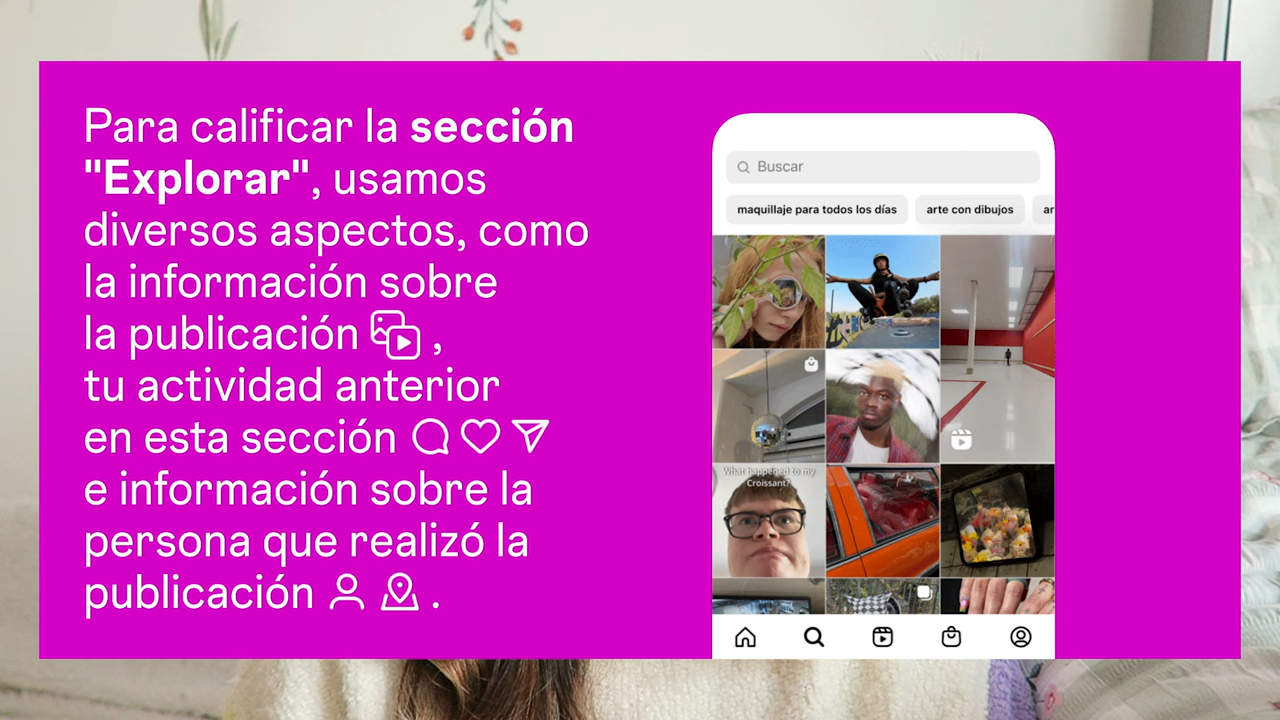 Para calificar la sección
"Explorar", usamos
diversos aspectos, como
la información sobre
la publicación ,
tu actividad anterior
en esta sección
e información sobre la
persona que realizó la
publicación .
Buscar
maquillaje para todos los días
arte con dibujos
ar
What happened to my
Croissant?